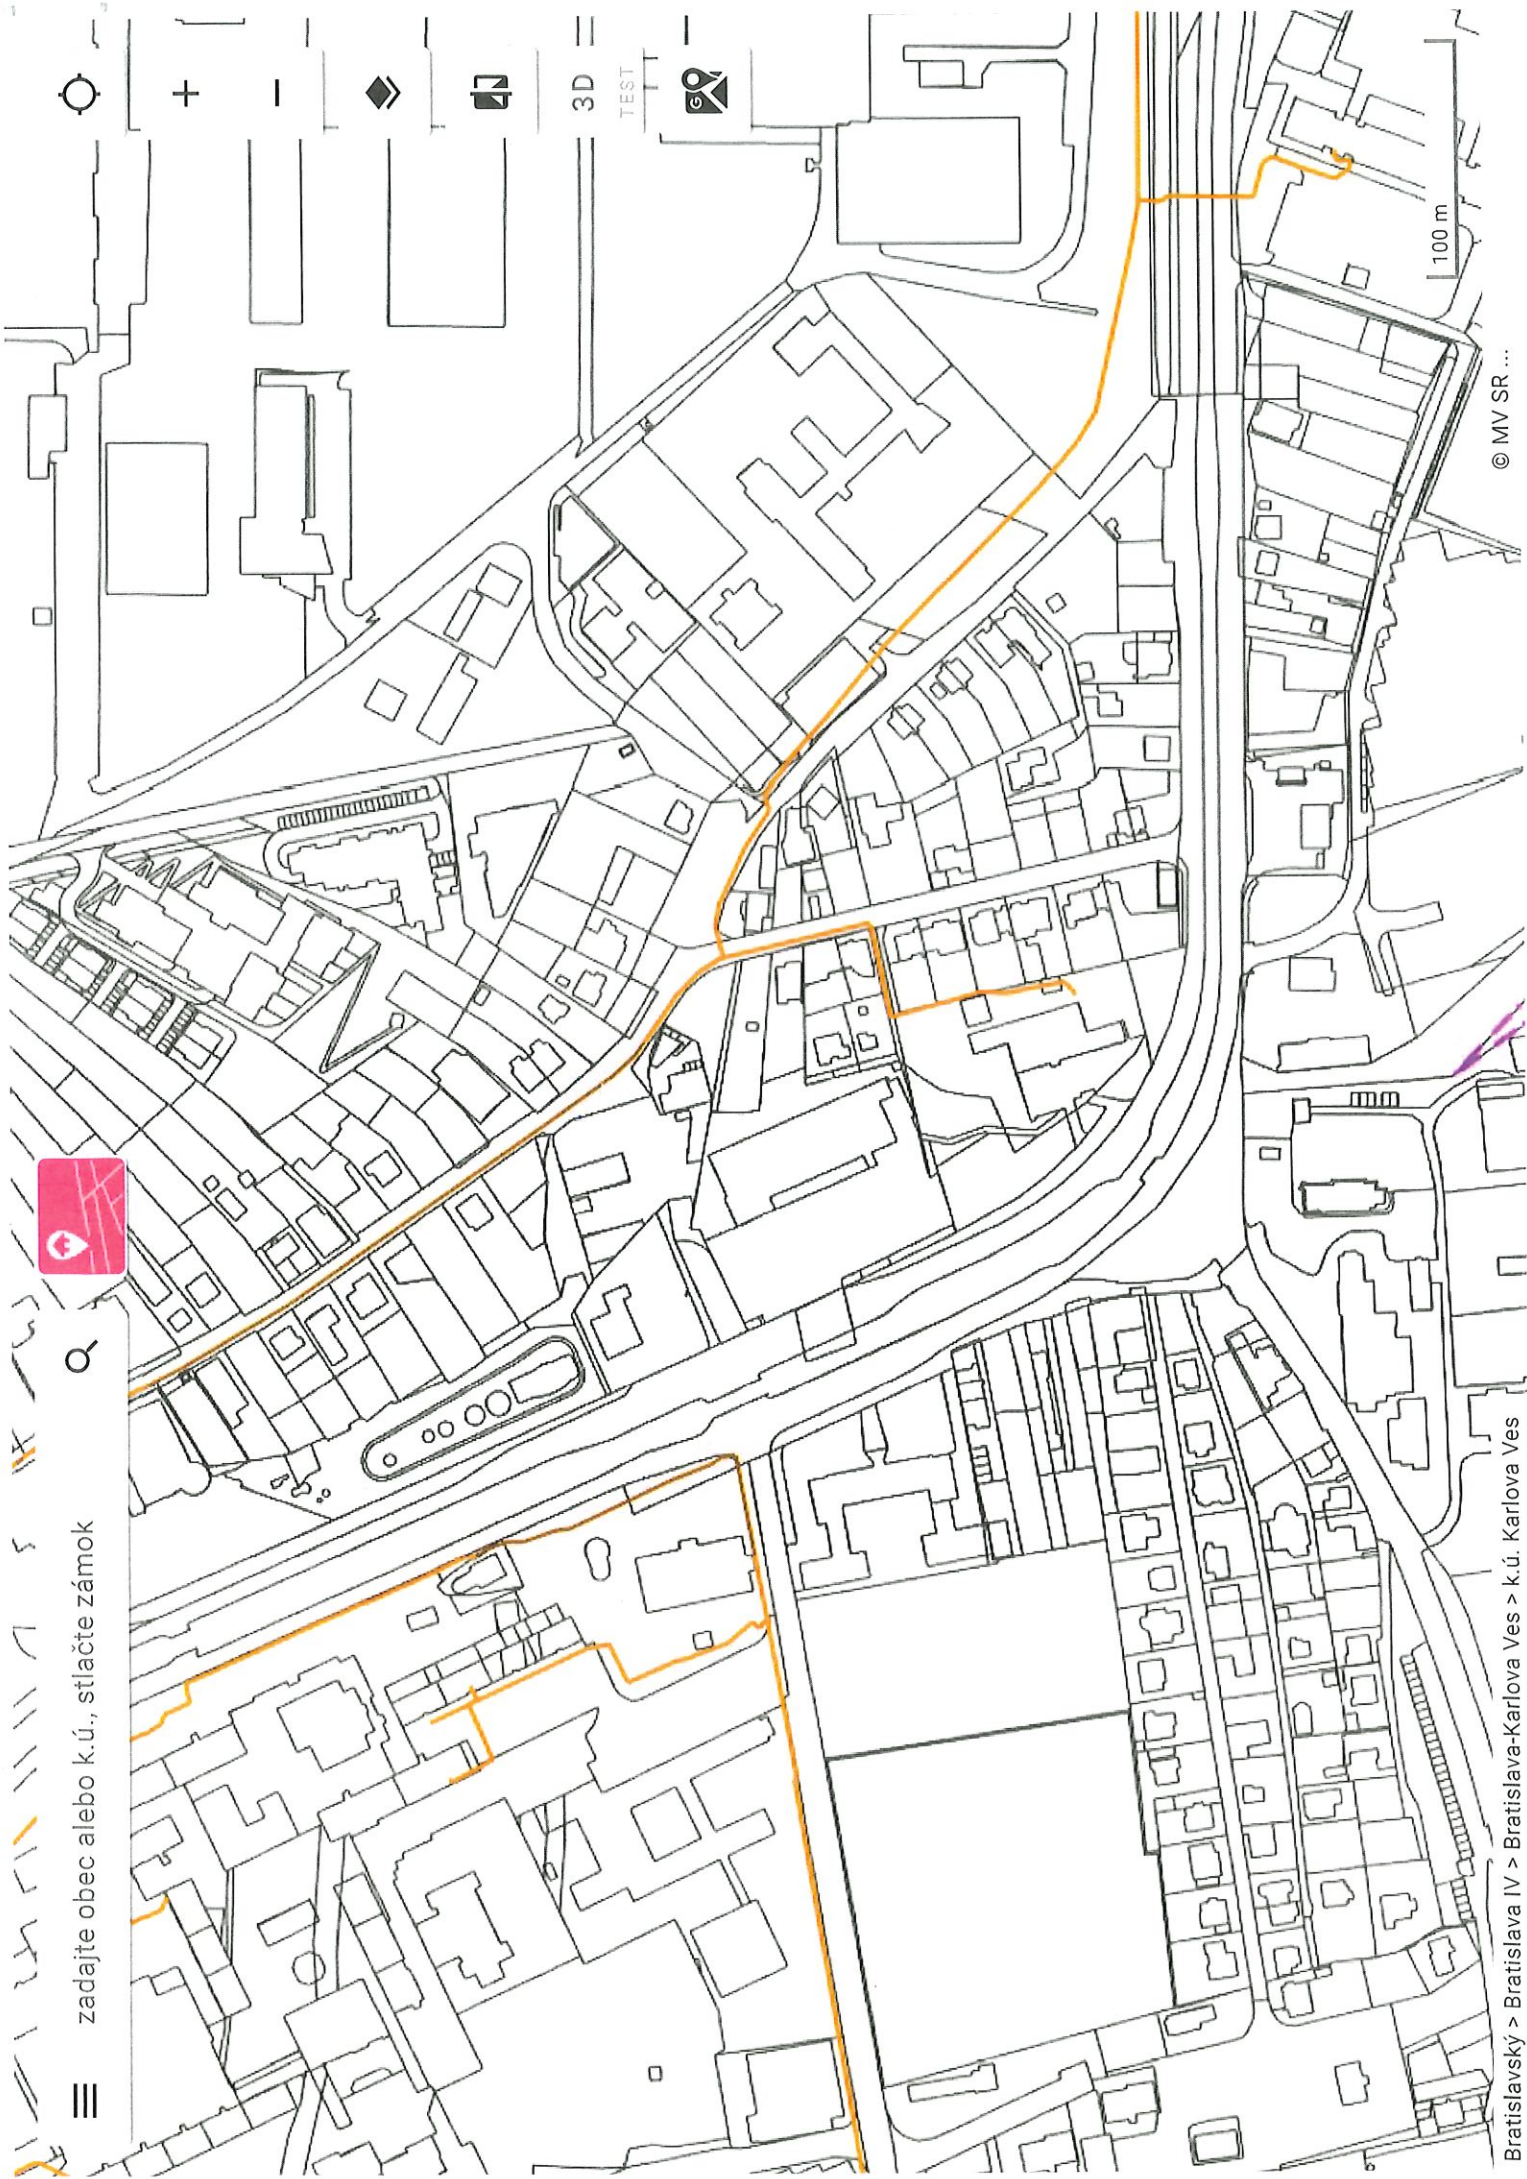 zadajte obec alebo k.ú., stlačte zámok
3D
TEST
G
100 m
© MV SR ...
Bratislavský > Bratislava IV > Bratislava-Karlova Ves > k.ú. Karlova Ves